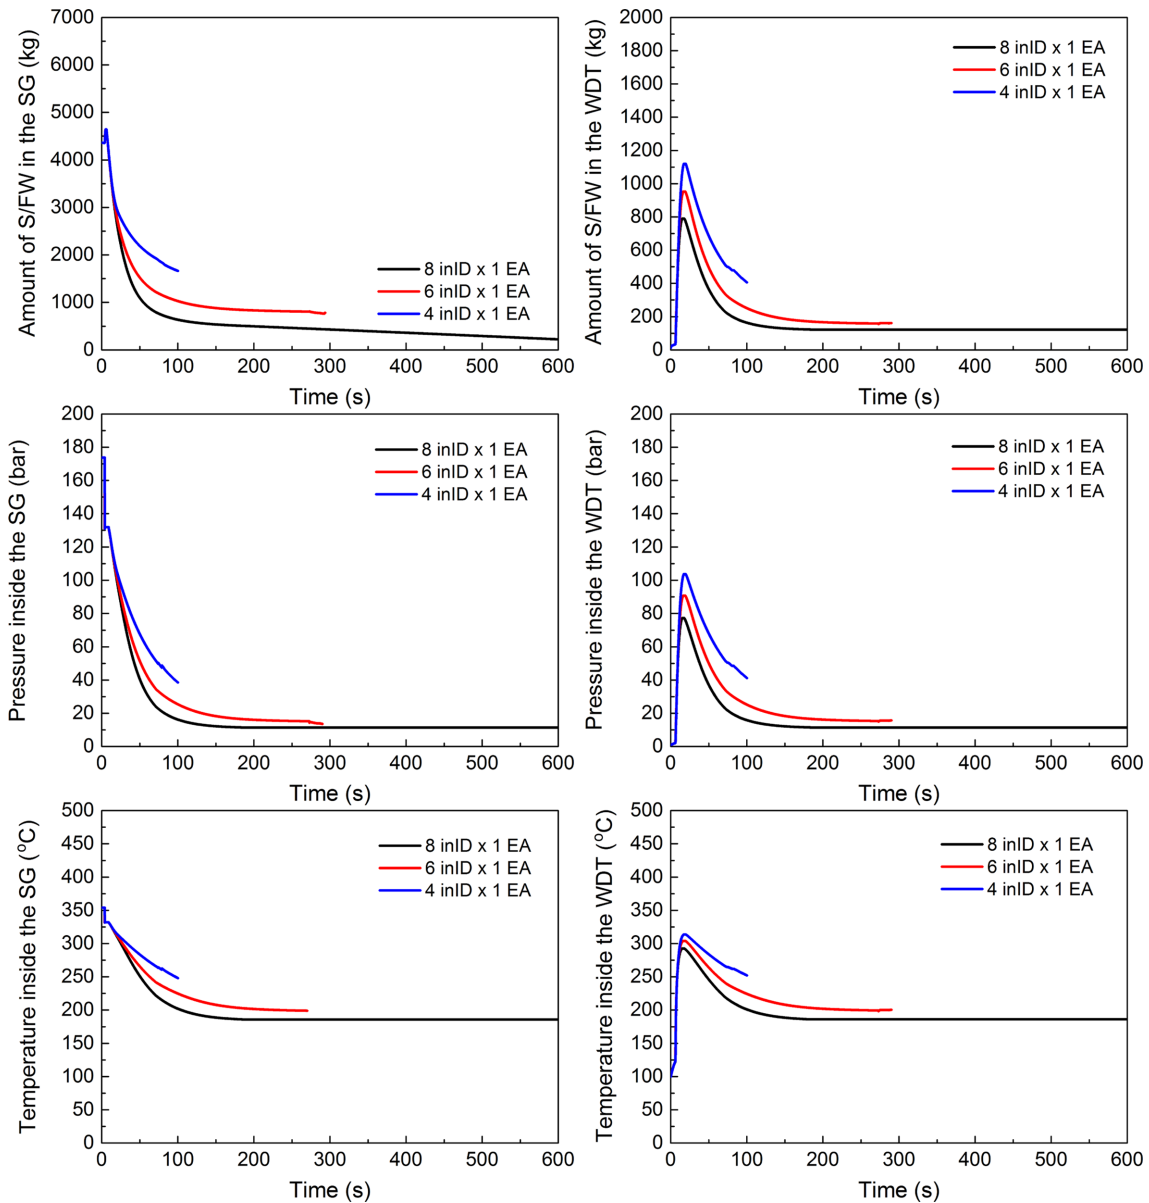 Amount of S/FW in the SG (kg)
7000
6000
5000
4000
3000
2000
1000
0
8 inID x 1 EA
6 inID x 1 EA
4 inID x 1 EA
0 100 200 300 400 500 600
Time (s)
Amount of S/FW in the WDT (kg)
2000
1800
1600
1400
1200
1000
800
600
400
200
0
8 inID x 1 EA
6 inID x 1 EA
4 inID x 1 EA
0 100 200 300 400 500 600
Time (s)
Pressure inside the SG (bar)
200
180
160
140
120
100
80
60
40
20
0
8 inID x 1 EA
6 inID x 1 EA
4 inID x 1 EA
0 100 200 300 400 500 600
Time (s)
Pressure inside the WDT (bar)
200
180
160
140
120
100
80
60
40
20
0
8 inID x 1 EA
6 inID x 1 EA
4 inID x 1 EA
0 100 200 300 400 500 600
Time (s)
Temperature inside the SG (°C)
500
450
400
350
300
250
200
150
100
50
0
8 inID x 1 EA
6 inID x 1 EA
4 inID x 1 EA
0 100 200 300 400 500 600
Time (s)
Temperature inside the WDT (°C)
500
450
400
350
300
250
200
150
100
50
0
8 inID x 1 EA
6 inID x 1 EA
4 inID x 1 EA
0 100 200 300 400 500 600
Time (s)